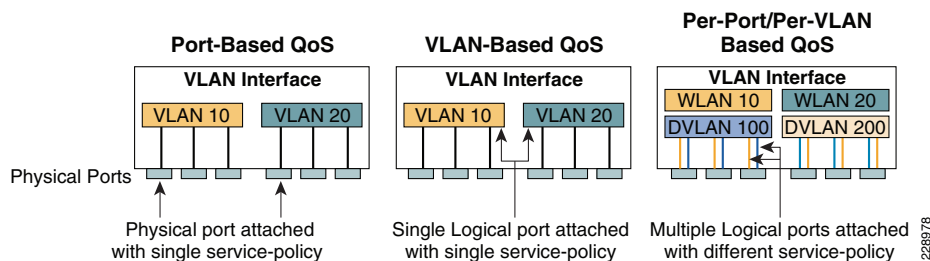 Port-Based QoS
VLAN-Based QoS
Per-Port/Per-VLAN
Based QoS
VLAN Interface
VLAN Interface
VLAN Interface
VLAN 10
VLAN 20
VLAN 10
VLAN 20
WLAN 10
WLAN 20
DVLAN 100
DVLAN 200
Physical Ports
Physical port attached
with single service-policy
Single Logical port attached
with single service-policy
Multiple Logical ports attached
with different service-policy
228978